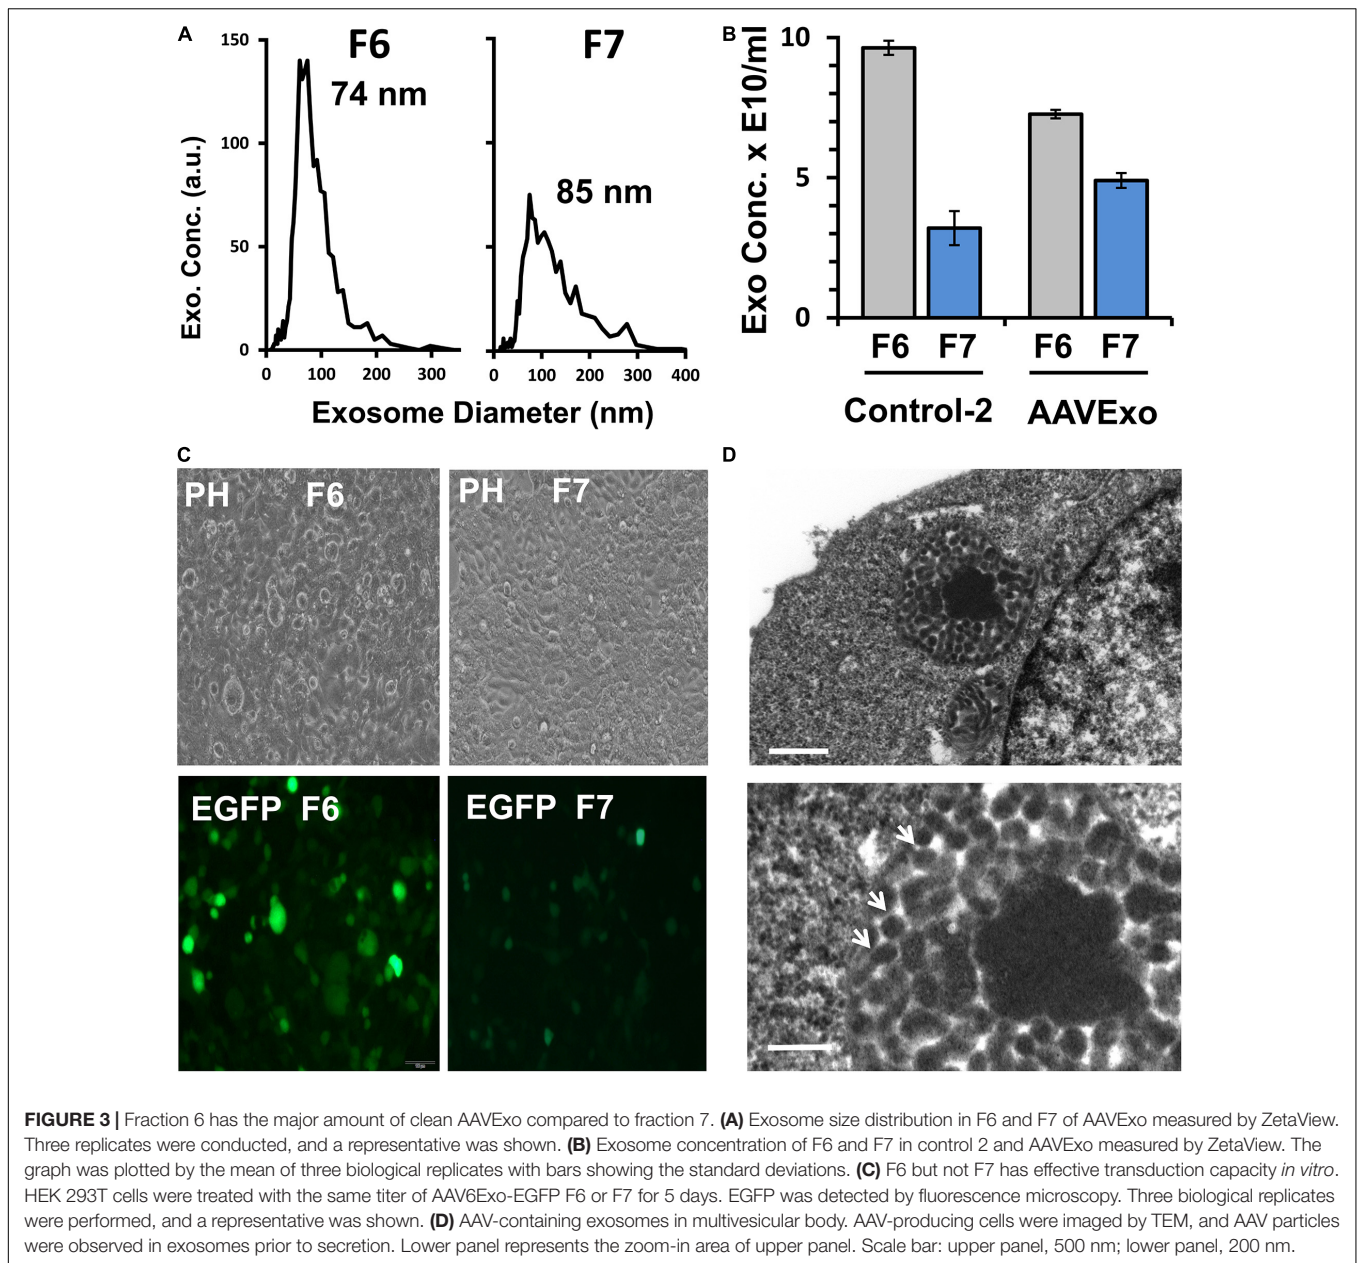 A
F6
74 nm
150
100
50
0
Exo. Conc. (a.u.)
0 100 200 300
F7
85 nm
0 100 200 300 400
Exosome Diameter (nm)
B
Exo Conc. x E10/ml
10
5
0
F6 F7 F6 F7
Control-2 AAVExo
C
PH F6
PH F7
EGFP F6
EGFP F7
D
FIGURE 3 | Fraction 6 has the major amount of clean AAVExo compared to fraction 7. (A) Exosome size distribution in F6 and F7 of AAVExo measured by ZetaView.
Three replicates were conducted, and a representative was shown. (B) Exosome concentration of F6 and F7 in control 2 and AAVExo measured by ZetaView. The
graph was plotted by the mean of three biological replicates with bars showing the standard deviations. (C) F6 but not F7 has effective transduction capacity in vitro.
HEK 293T cells were treated with the same titer of AAV6Exo-EGFP F6 or F7 for 5 days. EGFP was detected by fluorescence microscopy. Three biological replicates
were performed, and a representative was shown. (D) AAV-containing exosomes in multivesicular body. AAV-producing cells were imaged by TEM, and AAV particles
were observed in exosomes prior to secretion. Lower panel represents the zoom-in area of upper panel. Scale bar: upper panel, 500 nm; lower panel, 200 nm.